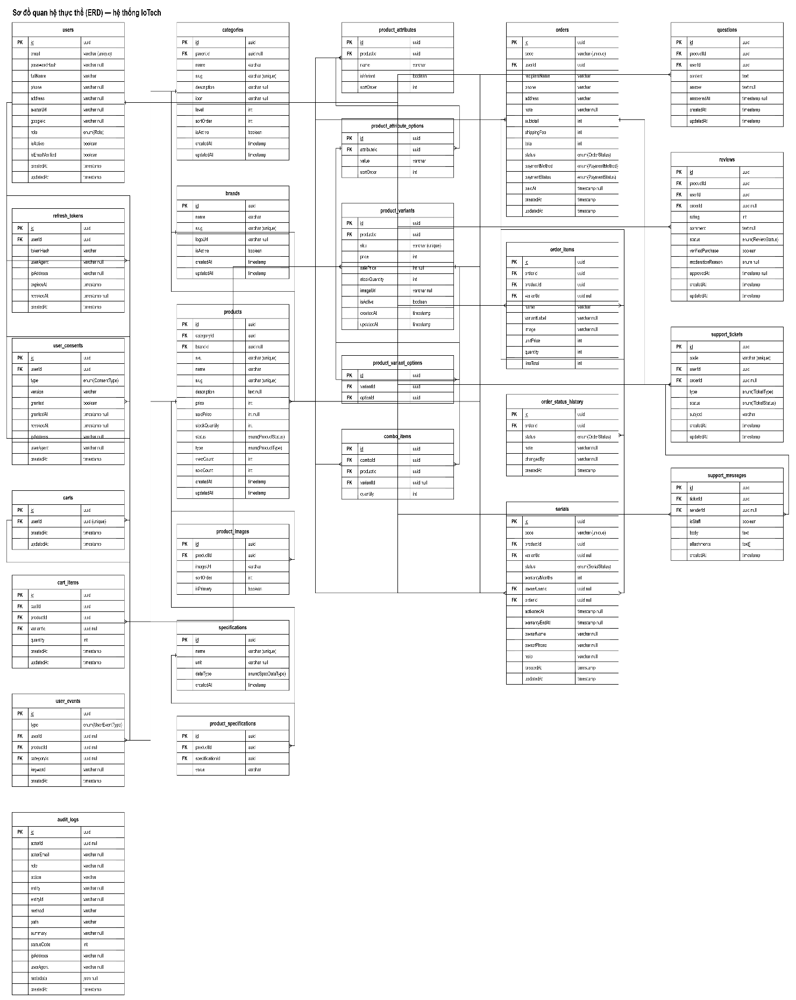 Sơ đồ quan hệ thực thể (ERD) — hệ thống IoTech
users
PK id uuid
email varchar (unique)
passwordHash varchar null
fullName varchar
phone varchar null
address varchar null
avatarUrl varchar null
googleId varchar null
role enum(Role)
isActive boolean
isEmailVerified boolean
createdAt timestamp
updatedAt timestamp
refresh_tokens
PK id uuid
FK userId uuid
tokenHash varchar
userAgent varchar null
ipAddress varchar null
expiresAt timestamp
revokedAt timestamp null
createdAt timestamp
user_consents
PK id uuid
FK userId uuid
type enum(ConsentType)
version varchar
granted boolean
grantedAt timestamp null
revokedAt timestamp null
ipAddress varchar null
userAgent varchar null
createdAt timestamp
carts
PK id uuid
FK userId uuid (unique)
createdAt timestamp
updatedAt timestamp
cart_items
PK id uuid
FK cartId uuid
FK productId uuid
FK variantId uuid null
quantity int
createdAt timestamp
updatedAt timestamp
user_events
PK id uuid
type enum(UserEventType)
FK userId uuid null
FK productId uuid null
FK categoryId uuid null
keyword varchar null
createdAt timestamp
audit_logs
PK id uuid
actorId uuid null
actorEmail varchar null
role varchar null
action varchar
entity varchar null
entityId varchar null
method varchar
path varchar
summary varchar null
statusCode int
ipAddress varchar null
userAgent varchar null
metadata json null
createdAt timestamp
categories
PK id uuid
FK parentId uuid null
name varchar
slug varchar (unique)
description varchar null
icon varchar null
level int
sortOrder int
isActive boolean
createdAt timestamp
updatedAt timestamp
brands
PK id uuid
name varchar
slug varchar (unique)
logoUrl varchar null
isActive boolean
createdAt timestamp
updatedAt timestamp
products
PK id uuid
FK categoryId uuid
FK brandId uuid null
sku varchar (unique)
name varchar
slug varchar (unique)
description text null
price int
salePrice int null
stockQuantity int
status enum(ProductStatus)
type enum(ProductType)
viewCount int
soldCount int
createdAt timestamp
updatedAt timestamp
product_images
PK id uuid
FK productId uuid
imageUrl varchar
sortOrder int
isPrimary boolean
specifications
PK id uuid
name varchar (unique)
unit varchar null
dataType enum(SpecDataType)
createdAt timestamp
product_specifications
PK id uuid
FK productId uuid
FK specificationId uuid
value varchar
product_attributes
PK id uuid
FK productId uuid
name varchar
isVariant boolean
sortOrder int
product_attribute_options
PK id uuid
FK attributeId uuid
value varchar
sortOrder int
product_variants
PK id uuid
FK productId uuid
sku varchar (unique)
price int
salePrice int null
stockQuantity int
imageUrl varchar null
isActive boolean
createdAt timestamp
updatedAt timestamp
product_variant_options
PK id uuid
FK variantId uuid
FK optionId uuid
combo_items
PK id uuid
FK comboId uuid
FK productId uuid
FK variantId uuid null
quantity int
orders
PK id uuid
code varchar (unique)
FK userId uuid
recipientName varchar
phone varchar
address varchar
note varchar null
subtotal int
shippingFee int
total int
status enum(OrderStatus)
paymentMethod enum(PaymentMethod)
paymentStatus enum(PaymentStatus)
paidAt timestamp null
createdAt timestamp
updatedAt timestamp
order_items
PK id uuid
FK orderId uuid
FK productId uuid
FK variantId uuid null
name varchar
variantLabel varchar null
image varchar null
unitPrice int
quantity int
lineTotal int
order_status_history
PK id uuid
FK orderId uuid
status enum(OrderStatus)
note varchar null
changedBy varchar null
createdAt timestamp
serials
PK id uuid
code varchar (unique)
FK productId uuid
FK variantId uuid null
status enum(SerialStatus)
warrantyMonths int
FK ownerUserId uuid null
FK orderId uuid null
activatedAt timestamp null
warrantyEndAt timestamp null
ownerName varchar null
ownerPhone varchar null
note varchar null
createdAt timestamp
updatedAt timestamp
questions
PK id uuid
FK productId uuid
FK userId uuid
content text
answer text null
answeredAt timestamp null
createdAt timestamp
updatedAt timestamp
reviews
PK id uuid
FK productId uuid
FK userId uuid
FK orderId uuid null
rating int
comment text null
status enum(ReviewStatus)
verifiedPurchase boolean
moderationReason enum null
approvedAt timestamp null
createdAt timestamp
updatedAt timestamp
support_tickets
PK id uuid
code varchar (unique)
FK userId uuid
FK orderId uuid null
type enum(TicketType)
status enum(TicketStatus)
subject varchar
createdAt timestamp
updatedAt timestamp
support_messages
PK id uuid
FK ticketId uuid
FK senderId uuid null
isStaff boolean
body text
attachments text[]
createdAt timestamp